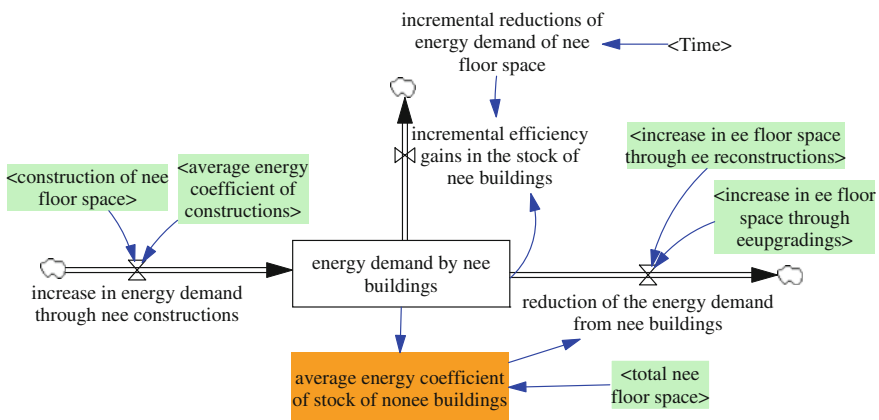 incremental reductions of
energy demand of nee
floor space
<Time>
incremental efficiency
gains in the stock of
nee buildings
<increase in ee floor space
through ee reconstructions>
<construction of nee
floor space>
<average energy
coefficient of
constructions>
<increase in ee floor
space through
eeupgradings>
energy demand by nee
buildings
increase in energy demand
through nee constructions
reduction of the energy demand
from nee buildings
average energy coefficient
of stock of nonee buildings
<total nee
floor space>